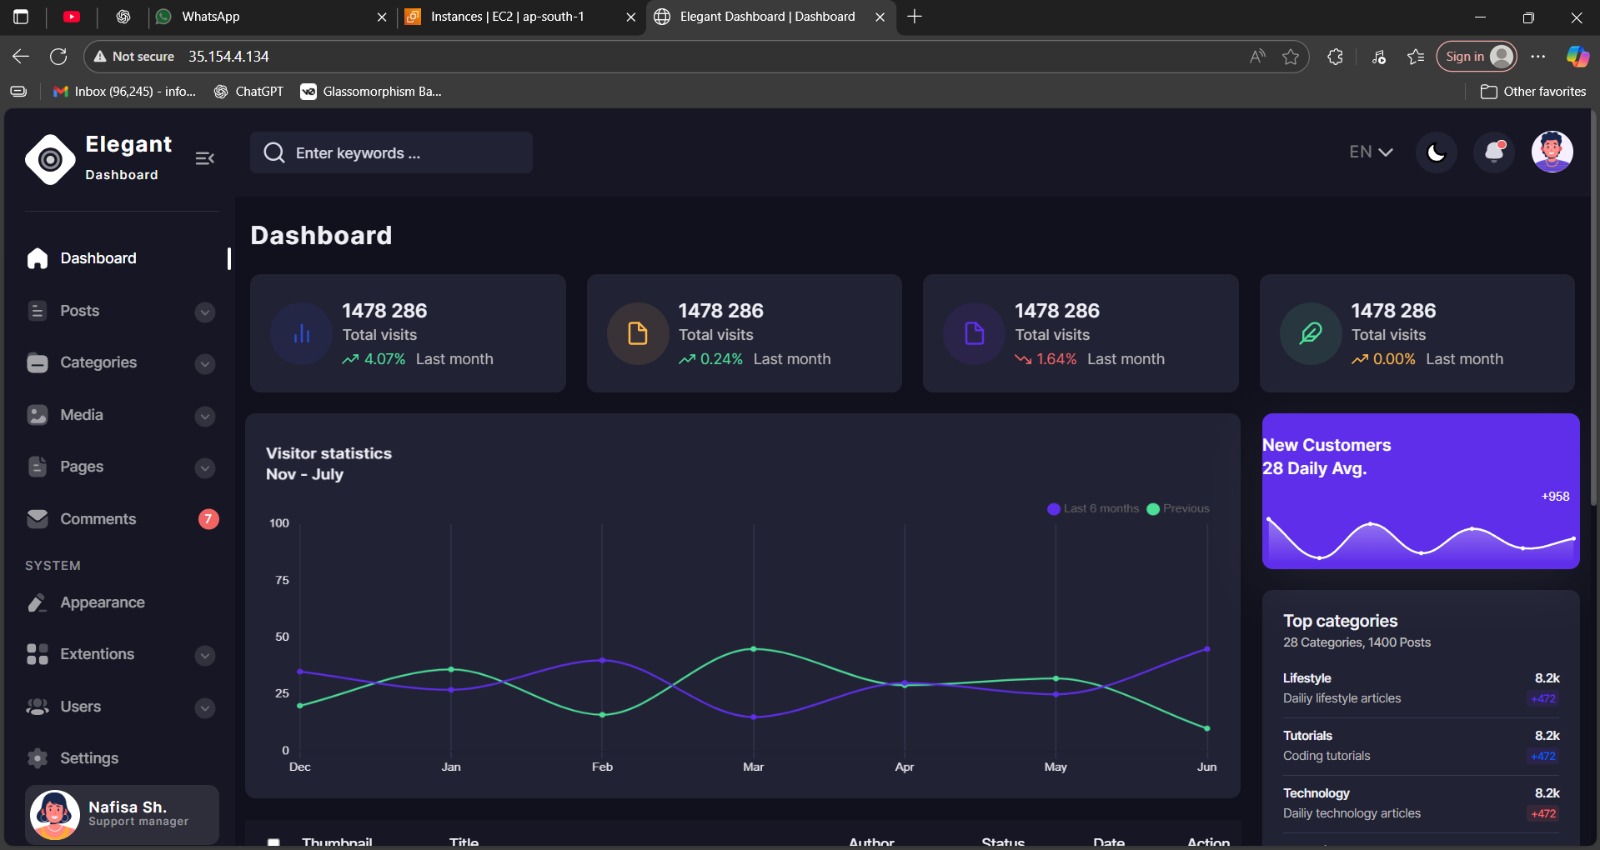 WhatsApp
Instances | EC2 | ap-south-1
Elegant Dashboard | Dashboard
Not secure 35.154.4.134
Sign in
Inbox (96,245) - info...
ChatGPT
Glassomorphism Ba...
Other favorites
Elegant
Dashboard
Enter keywords ...
EN
Dashboard
Posts
Categories
Media
Pages
Comments 7
SYSTEM
Appearance
Extentions
Users
Settings
Nafisa Sh.
Support manager
Dashboard
1478 286
Total visits
4.07% Last month
1478 286
Total visits
0.24% Last month
1478 286
Total visits
1.64% Last month
1478 286
Total visits
0.00% Last month
Visitor statistics
Nov - July
Last 6 months Previous
100
75
50
25
0
Dec Jan Feb Mar Apr May Jun
New Customers
28 Daily Avg.
+958
Top categories
28 Categories, 1400 Posts
Lifestyle 8.2k
Dailiy lifestyle articles +472
Tutorials 8.2k
Coding tutorials +472
Technology 8.2k
Dailiy technology articles +472
Thumbnail Title Author Status Date Action